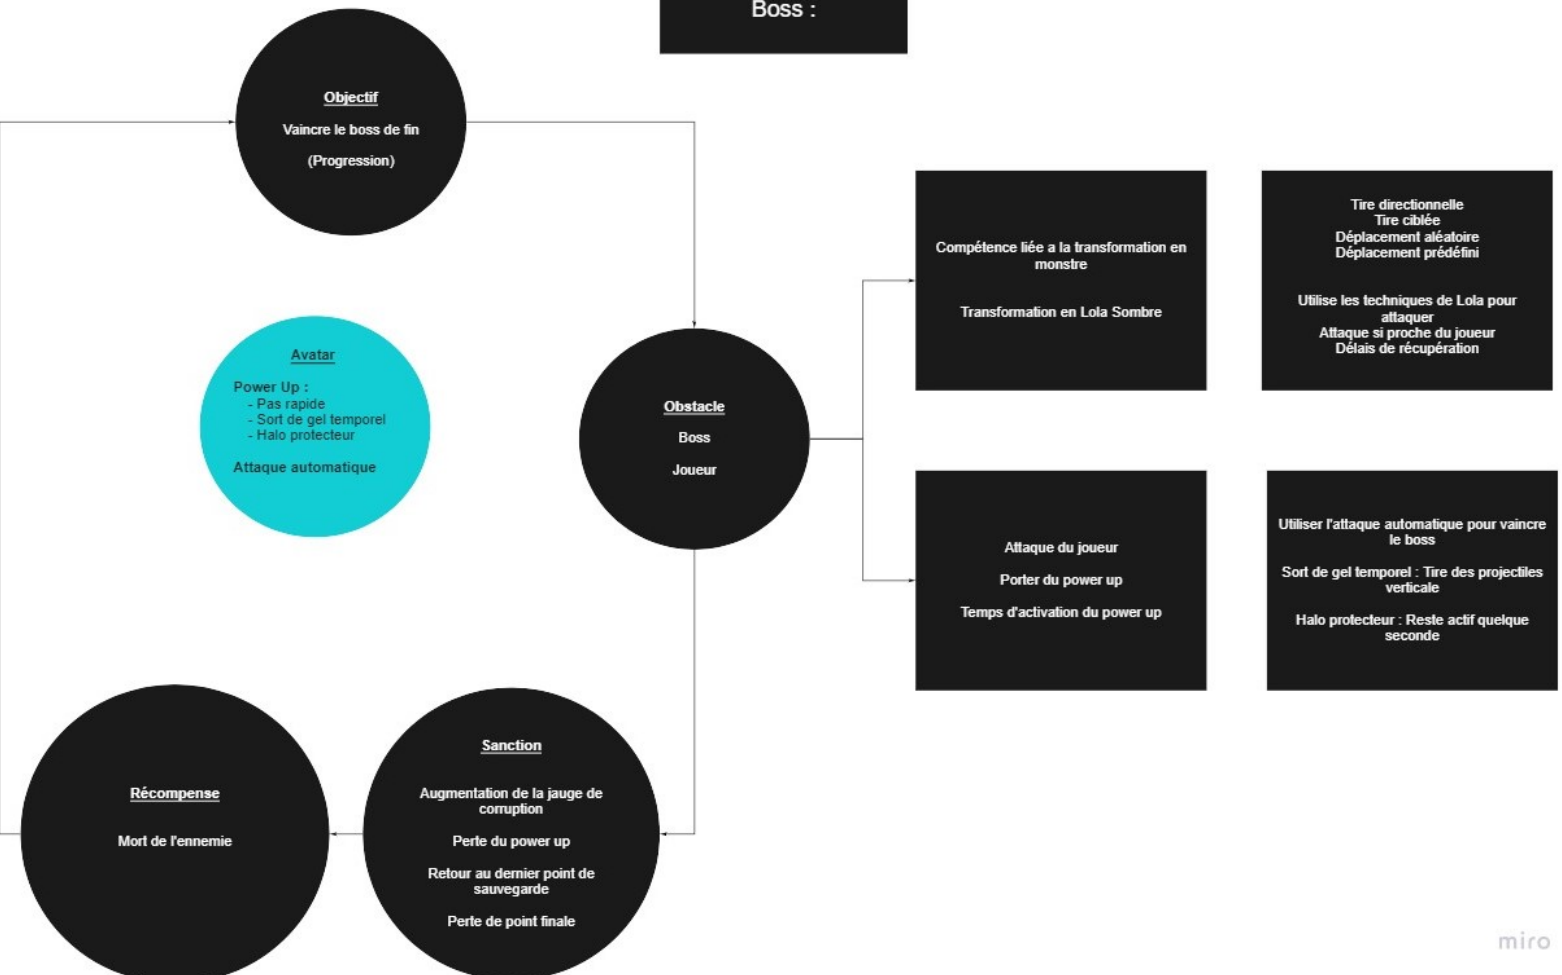 Boss :
Objectif
Vaincre le boss de fin
(Progression)
Avatar
Power Up :
- Pas rapide
- Sort de gel temporel
- Halo protecteur
Attaque automatique
Obstacle
Boss
Joueur
Compétence liée a la transformation en
monstre
Transformation en Lola Sombre
Tire directionnelle
Tire ciblée
Déplacement aléatoire
Déplacement prédéfini
Utilise les techniques de Lola pour
attaquer
Attaque si proche du joueur
Délais de récupération
Attaque du joueur
Porter du power up
Temps d'activation du power up
Utiliser l'attaque automatique pour vaincre
le boss
Sort de gel temporel : Tire des projectiles
verticale
Halo protecteur : Reste actif quelque
seconde
Sanction
Augmentation de la jauge de
corruption
Perte du power up
Retour au dernier point de
sauvegarde
Perte de point finale
Récompense
Mort de l'ennemie
miro